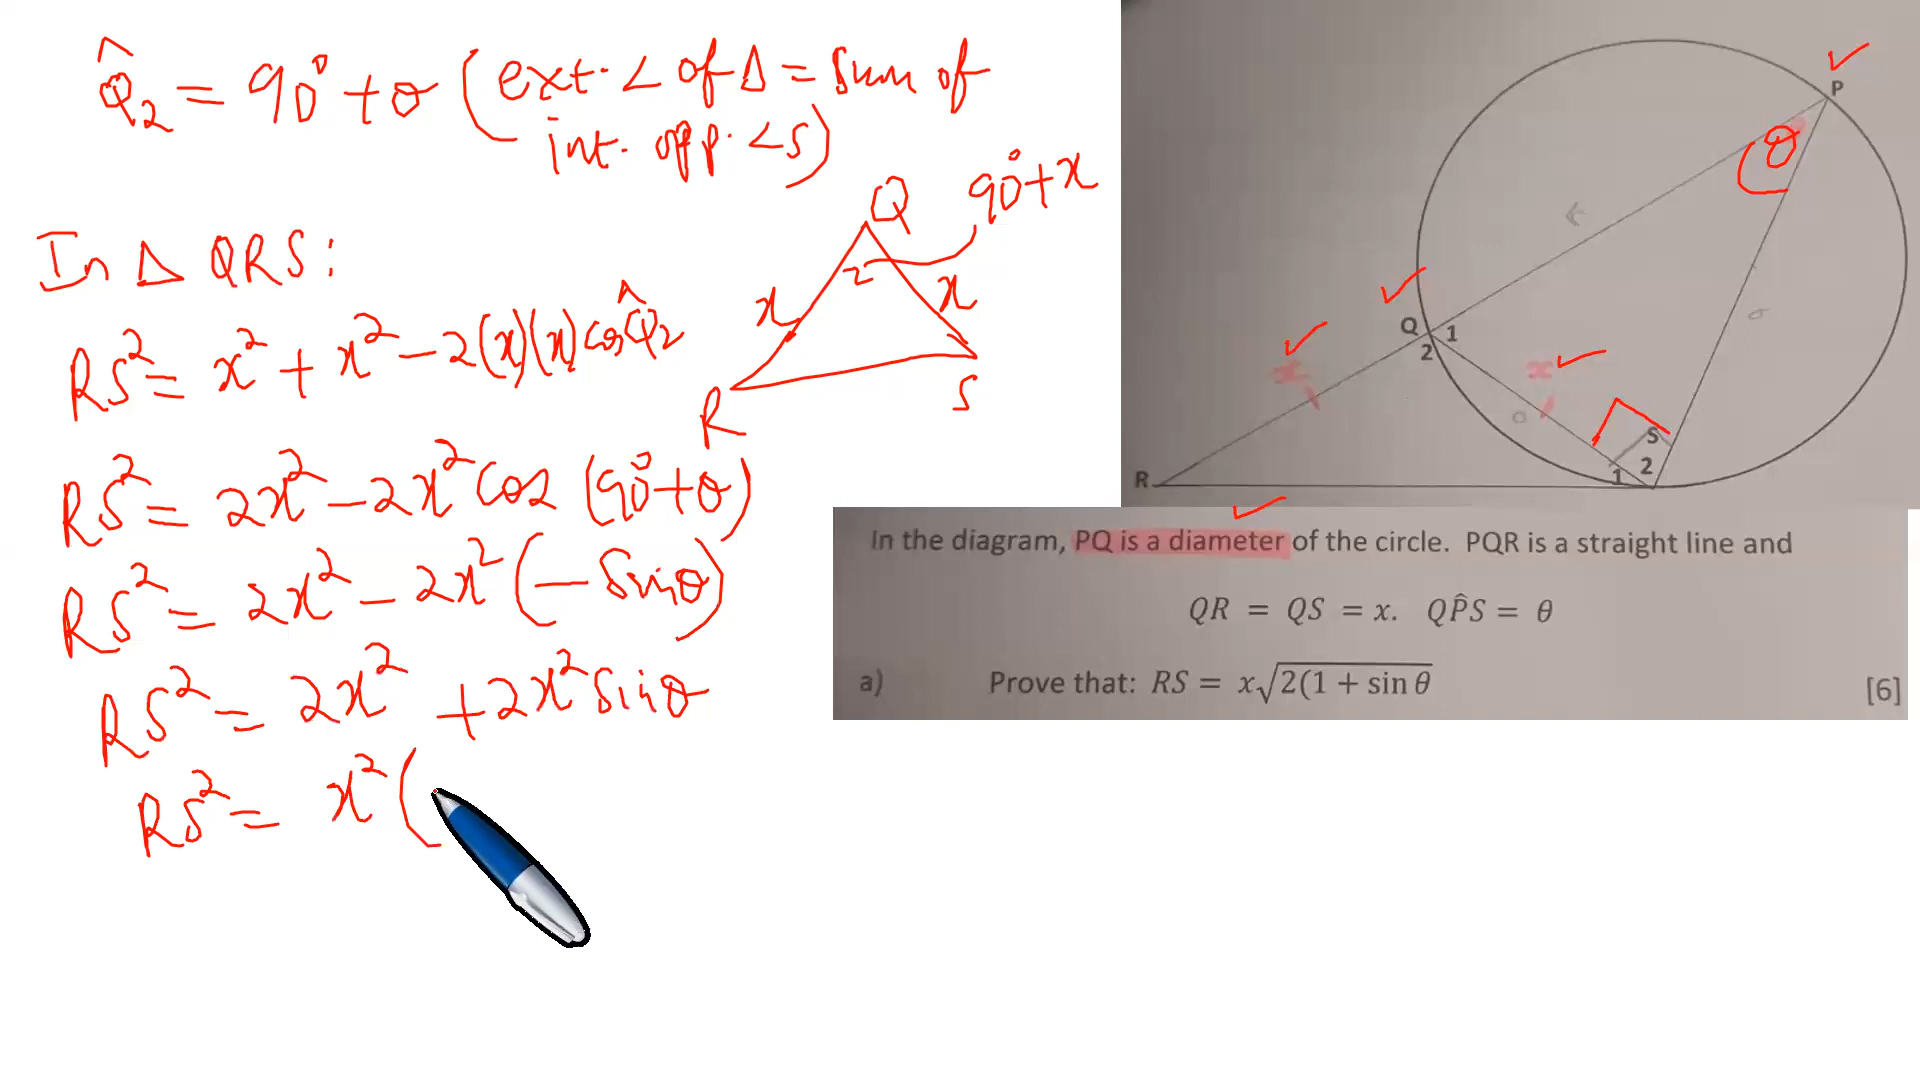 Q̂₂ = 90° + θ (ext. ∠ of Δ = sum of
int. opp. ∠s)
In Δ QRS:
RS² = x² + x² − 2(x)(x) cos Q̂₂
RS² = 2x² − 2x² cos (90° + θ)
RS² = 2x² − 2x² (− sin θ)
RS² = 2x² + 2x² sin θ
RS² = x² (
Q
90° + x
2
x
x
R
S
P
θ
Q 1
2
x
x
S
1 2
R
In the diagram, PQ is a diameter of the circle. PQR is a straight line and
QR = QS = x. QP̂S = θ
a) Prove that: RS = x√2(1 + sin θ [6]